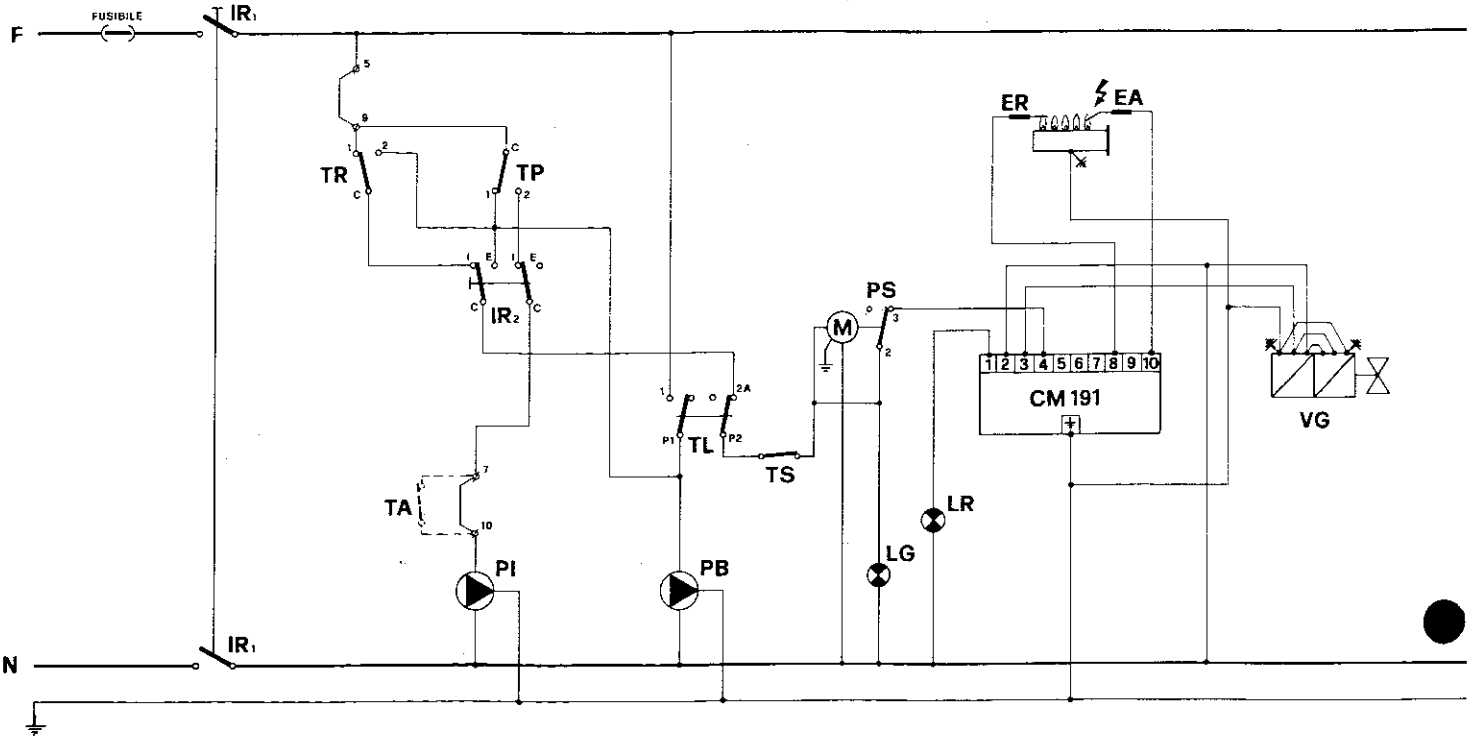 FUSIBILE
IR₁
F
5
9
1
2
C
TR
C
TP
1
2
ER
EA
I
E
I
E
C
IR₂
C
M
PS
3
2
1
2 3 4 5 6 7 8 9 10
CM 191
VG
1
2A
P1
TL
P2
TS
TA
7
10
LR
LG
PI
PB
IR₁
N